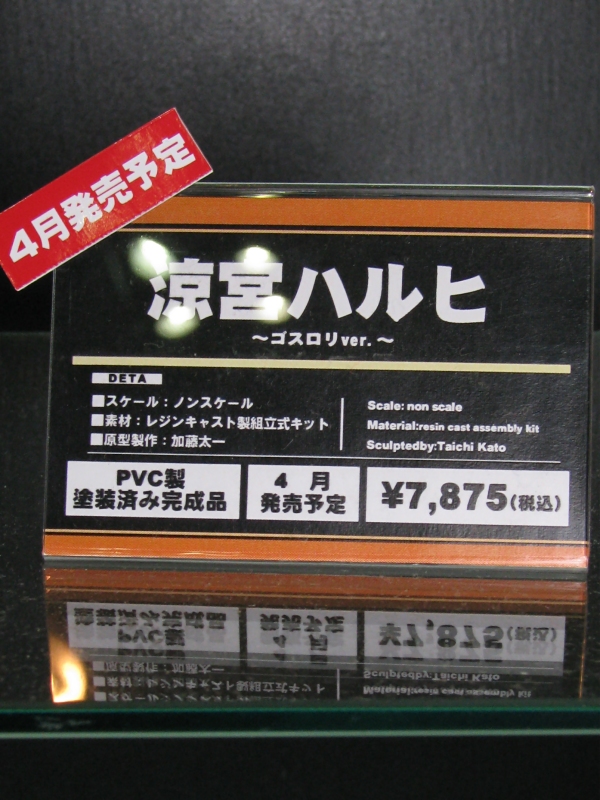 4月発売予定
涼宮ハルヒ
～ゴスロリver.～
DETA
■スケール：ノンスケール
■素材：レジンキャスト製組立式キット
■原型製作：加藤太一
Scale: non scale
Material:resin cast assembly kit
Sculptedby:Taichi Kato
PVC製
塗装済み完成品
4 月
発売予定
¥7,875(税込)